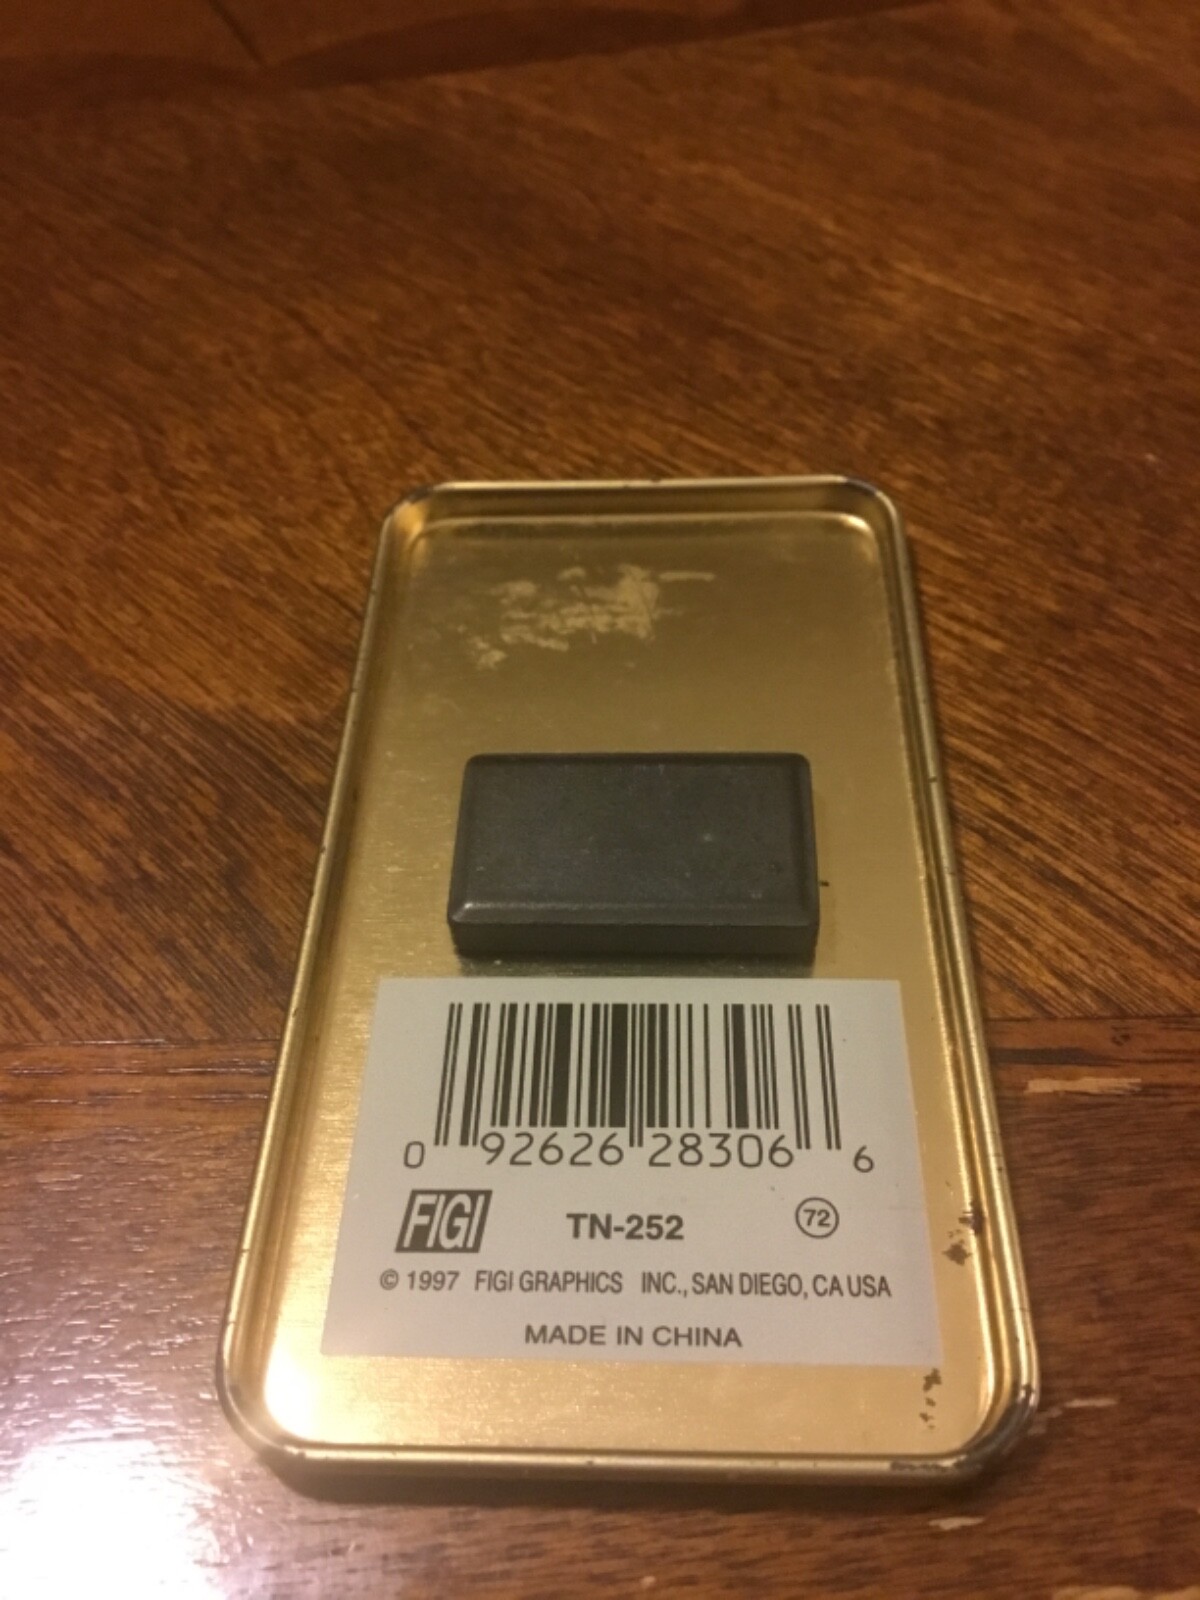 0 92626 28306 6
FIGI TN-252 72
© 1997 FIGI GRAPHICS INC., SAN DIEGO, CA USA
MADE IN CHINA